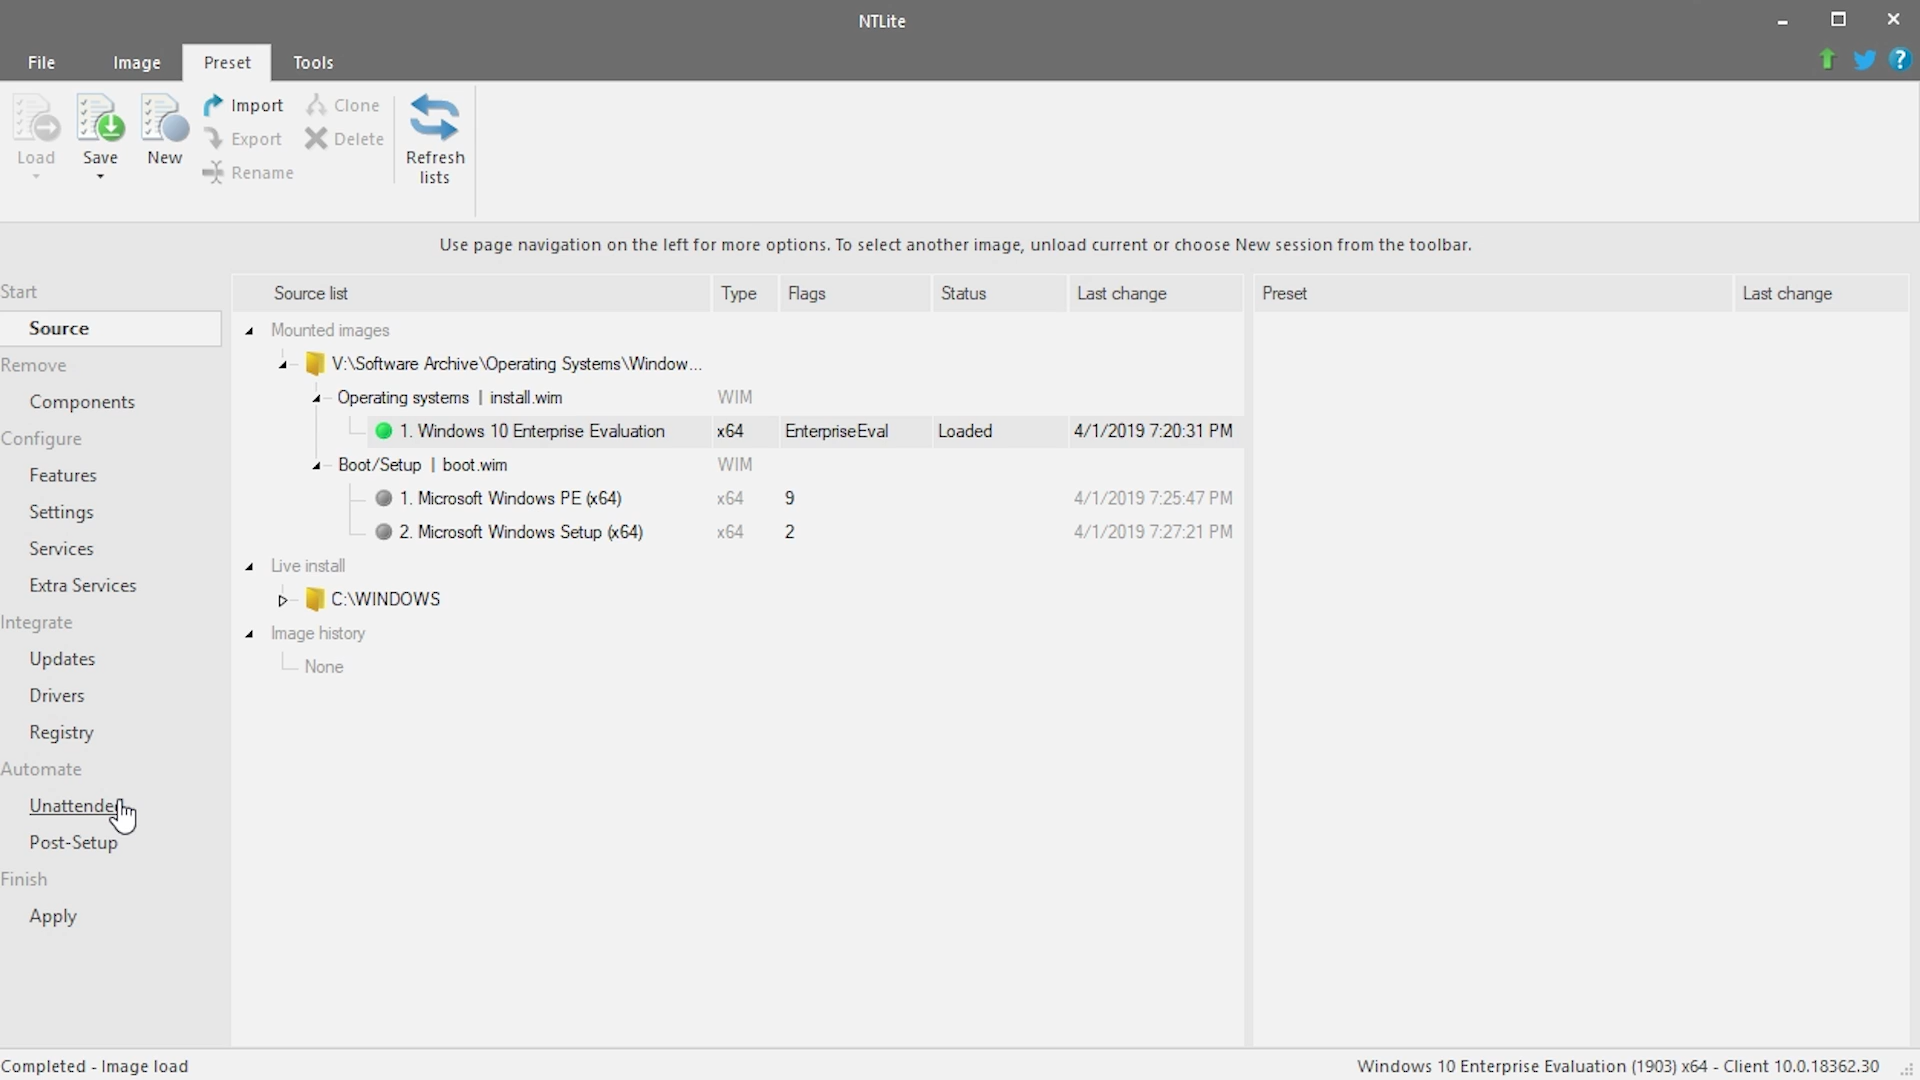 NTLite
File Image Preset Tools
Load Save New Import Export Rename Clone Delete Refresh lists
Use page navigation on the left for more options. To select another image, unload current or choose New session from the toolbar.
Start
Source
Remove
Components
Configure
Features
Settings
Services
Extra Services
Integrate
Updates
Drivers
Registry
Automate
Post-Setup
Finish
Apply
Source list Type Flags Status Last change
Mounted images
V:\Software Archive\Operating Systems\Window...
Operating systems | install.wim WIM
1. Windows 10 Enterprise Evaluation x64 EnterpriseEval Loaded 4/1/2019 7:20:31 PM
Boot/Setup | boot.wim WIM
1. Microsoft Windows PE (x64) x64 9 4/1/2019 7:25:47 PM
2. Microsoft Windows Setup (x64) x64 2 4/1/2019 7:27:21 PM
Live install
C:\WINDOWS
Image history
None
Preset Last change
Completed - Image load
Windows 10 Enterprise Evaluation (1903) x64 - Client 10.0.18362.30